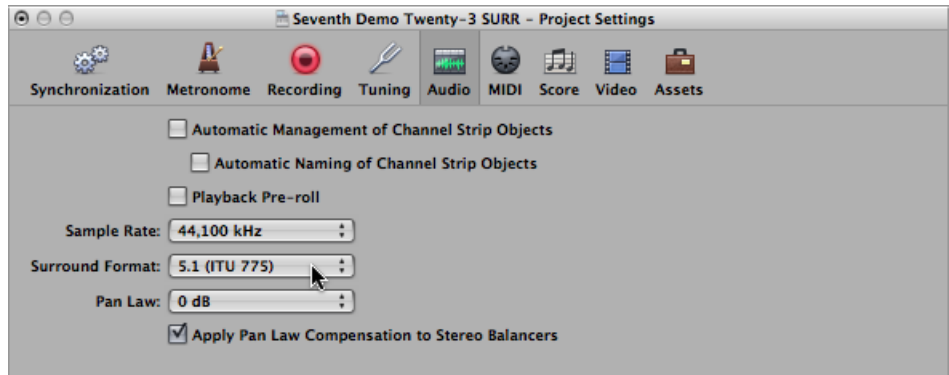 Seventh Demo Twenty-3 SURR - Project Settings
Synchronization Metronome Recording Tuning Audio MIDI Score Video Assets
Automatic Management of Channel Strip Objects
Automatic Naming of Channel Strip Objects
Playback Pre-roll
Sample Rate: 44,100 kHz
Surround Format: 5.1 (ITU 775)
Pan Law: 0 dB
Apply Pan Law Compensation to Stereo Balancers